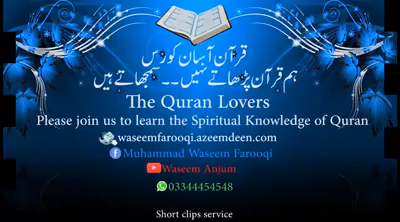 قرآن آسان کورس
ہم قرآن پڑھاتے نہیں۔۔ سمجھاتے ہیں
The Quran Lovers
Please join us to learn the Spiritual Knowledge of Quran
waseemfarooqi.azeemdeen.com
Muhammad Waseem Farooqi
Waseem Anjum
03344454548
Short clips service